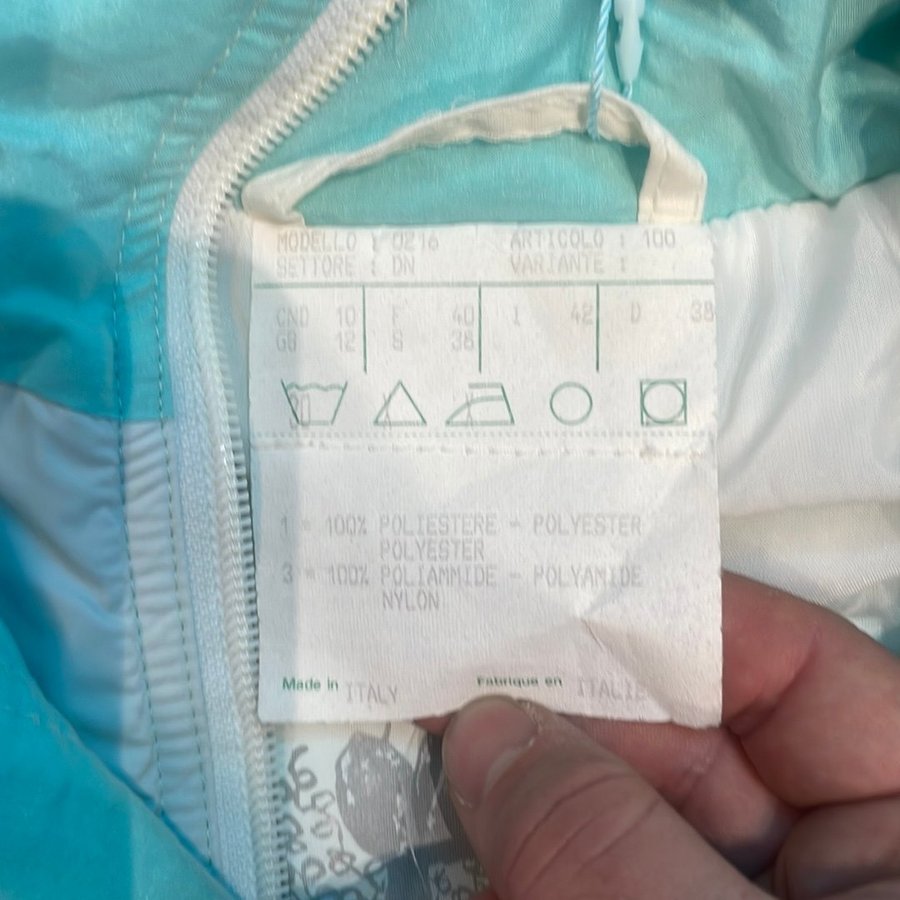 MODELLO : 0216 ARTICOLO : 100
SETTORE : DN VARIANTE :
CND 10 F 40 I 42 D 38
GB 12 S 38
30
1 = 100% POLIESTERE - POLYESTER
POLYESTER
3 = 100% POLIAMMIDE - POLYAMIDE
NYLON
Made in ITALY Fabriqué en ITALIE